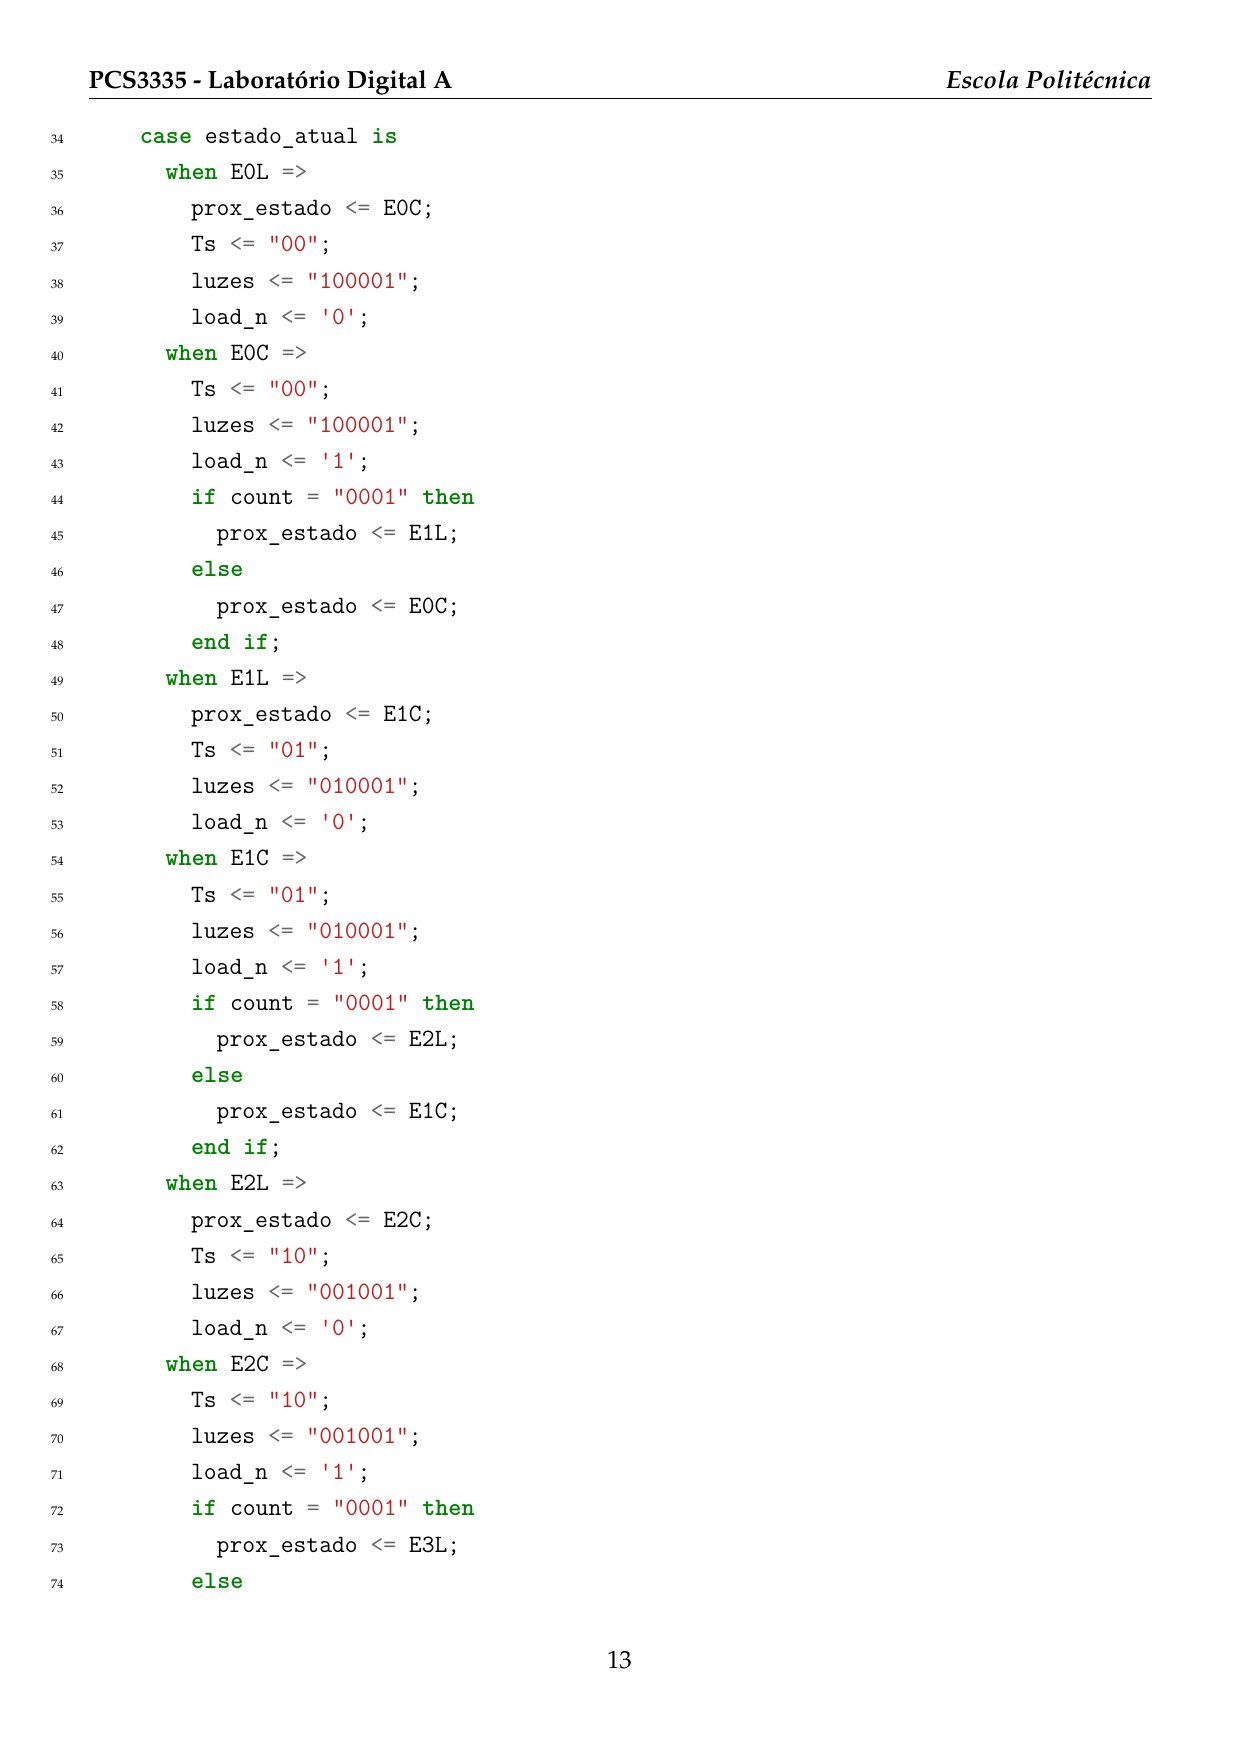 PCS3335 - Laboratório Digital A Escola Politécnica
34 case estado_atual is
35 when E0L =>
36 prox_estado <= E0C;
37 Ts <= "00";
38 luzes <= "100001";
39 load_n <= '0';
40 when E0C =>
41 Ts <= "00";
42 luzes <= "100001";
43 load_n <= '1';
44 if count = "0001" then
45 prox_estado <= E1L;
46 else
47 prox_estado <= E0C;
48 end if;
49 when E1L =>
50 prox_estado <= E1C;
51 Ts <= "01";
52 luzes <= "010001";
53 load_n <= '0';
54 when E1C =>
55 Ts <= "01";
56 luzes <= "010001";
57 load_n <= '1';
58 if count = "0001" then
59 prox_estado <= E2L;
60 else
61 prox_estado <= E1C;
62 end if;
63 when E2L =>
64 prox_estado <= E2C;
65 Ts <= "10";
66 luzes <= "001001";
67 load_n <= '0';
68 when E2C =>
69 Ts <= "10";
70 luzes <= "001001";
71 load_n <= '1';
72 if count = "0001" then
73 prox_estado <= E3L;
74 else
13